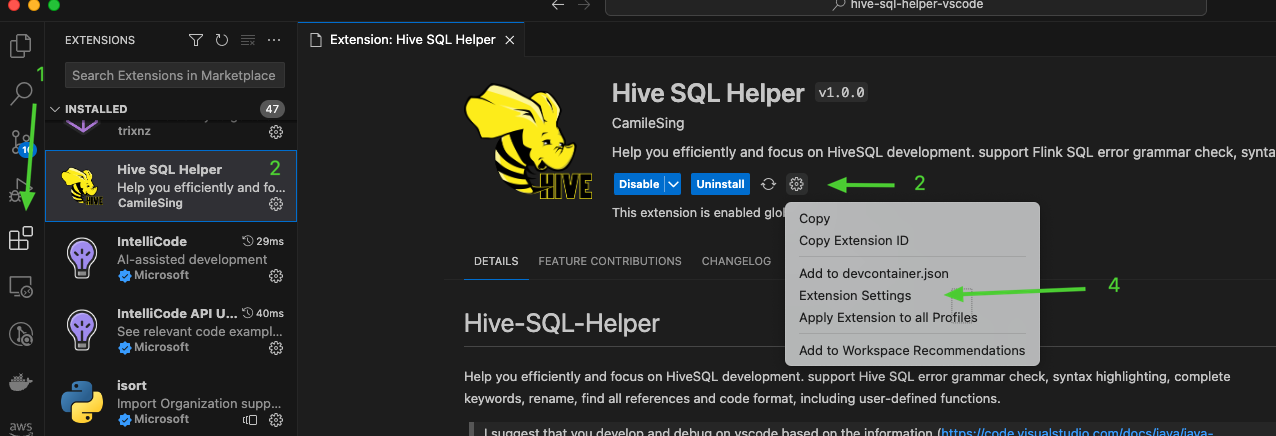 hive-sql-helper-vscode
EXTENSIONS
Search Extensions in Marketplace
INSTALLED 47
trixnz
Hive SQL Helper 2
Help you efficiently and fo...
CamileSing
IntelliCode 29ms
AI-assisted development
Microsoft
IntelliCode API U... 40ms
See relevant code exampl...
Microsoft
isort
Import Organization supp...
Microsoft
1
10
aws
Extension: Hive SQL Helper
HIVE
Hive SQL Helper v1.0.0
CamileSing
Help you efficiently and focus on HiveSQL development. support Flink SQL error grammar check, synta
Disable Uninstall 2
This extension is enabled glo
Copy
Copy Extension ID
Add to devcontainer.json
Extension Settings 4
Apply Extension to all Profiles
Add to Workspace Recommendations
DETAILS FEATURE CONTRIBUTIONS CHANGELOG
Hive-SQL-Helper
Help you efficiently and focus on HiveSQL development. support Hive SQL error grammar check, syntax highlighting, complete
keywords, rename, find all references and code format, including user-defined functions.
I suggest that you develop and debug on vscode based on the information (https://code.visualstudio.com/docs/java/java-